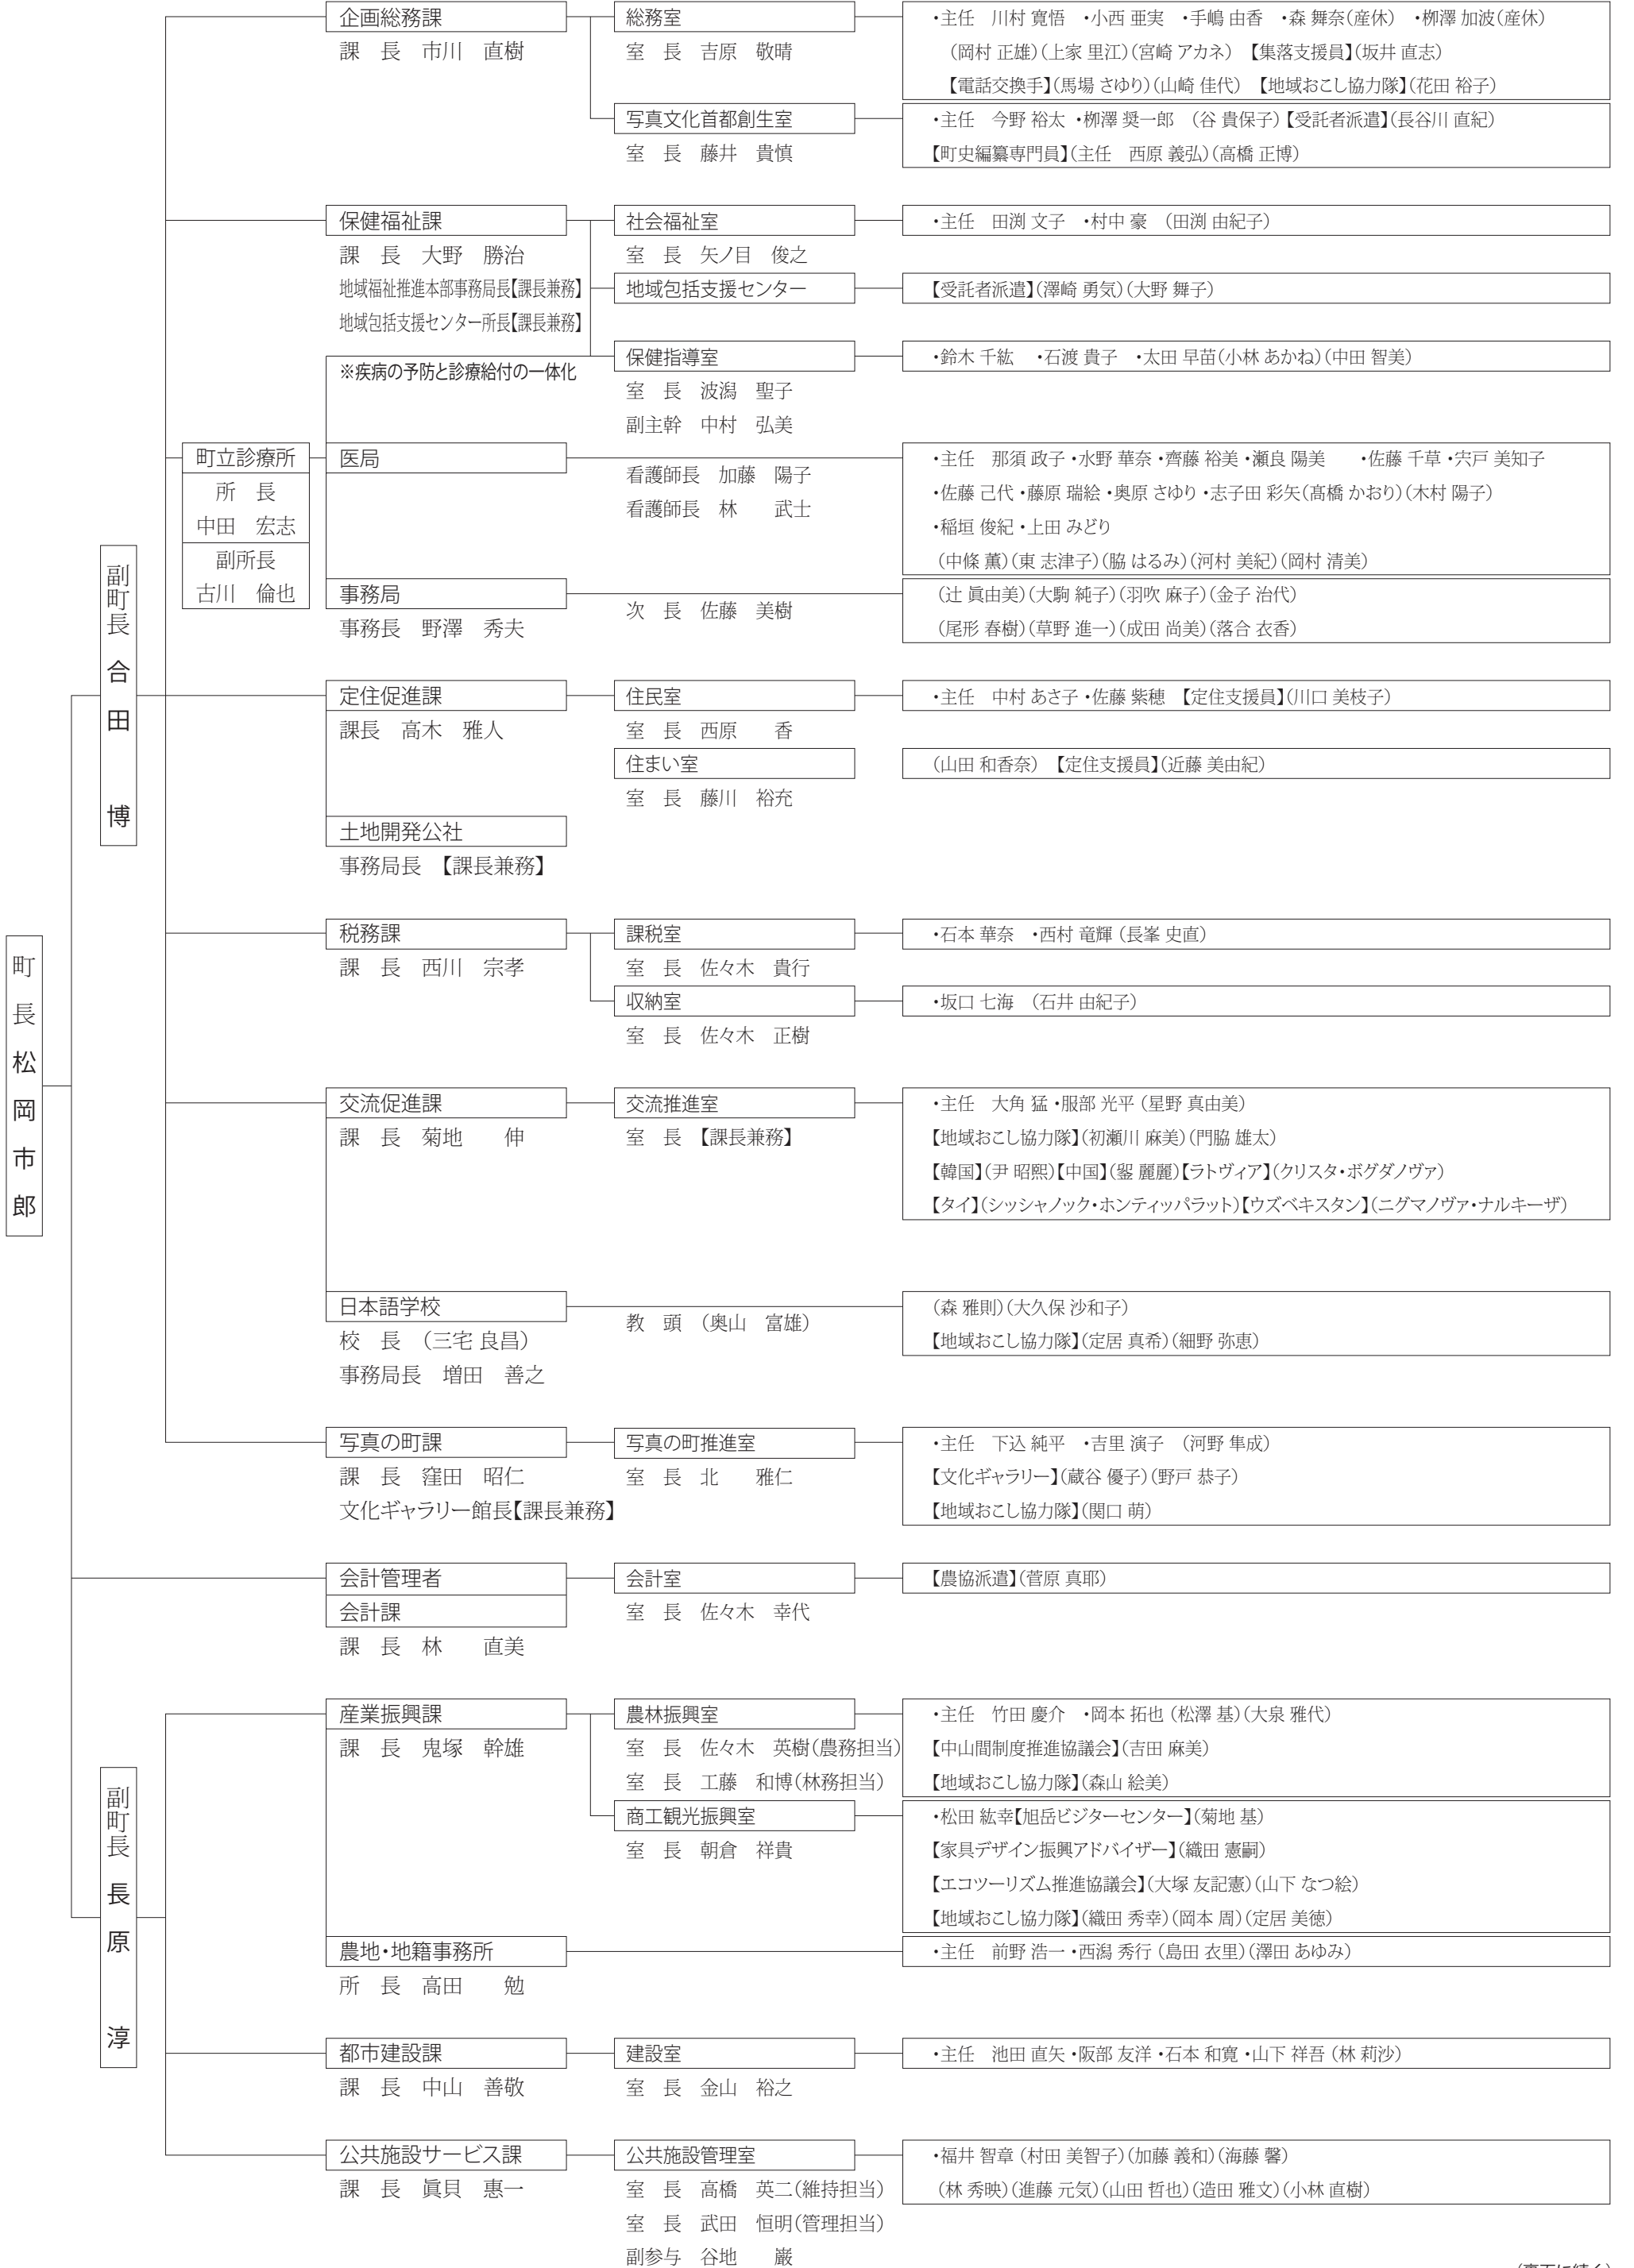 企画総務課
課　長　市川　直樹
総務室
室　長　吉原　敬晴
・主任　川村 寛悟　・小西 亜実　・手嶋 由香　・森 舞奈（産休）　・栁澤 加波（産休）
（岡村 正雄）（上家 里江）（宮崎 アカネ）　【集落支援員】（坂井 直志）
【電話交換手】（馬場 さゆり）（山崎 佳代）　【地域おこし協力隊】（花田 裕子）
写真文化首都創生室
室　長　藤井　貴慎
・主任　今野 裕太 ・栁澤 奨一郎　（谷 貴保子）【受託者派遣】（長谷川 直紀）
【町史編纂専門員】（主任　西原 義弘）（高橋 正博）
保健福祉課
課　長　大野　勝治
地域福祉推進本部事務局長【課長兼務】
地域包括支援センター所長【課長兼務】
社会福祉室
室　長　矢ノ目　俊之
・主任　田渕 文子　・村中 豪　（田渕 由紀子）
地域包括支援センター
【受託者派遣】（澤崎 勇気）（大野 舞子）
※疾病の予防と診療給付の一体化
保健指導室
室　長　波潟　聖子
副主幹　中村　弘美
・鈴木 千紘　・石渡 貴子　・太田 早苗（小林 あかね）（中田 智美）
町立診療所
所　長
中田　宏志
副所長
古川　倫也
医局
看護師長　加藤　陽子
看護師長　林　　武士
・主任　那須 政子 ・水野 華奈 ・齊藤 裕美 ・瀬良 陽美　　・佐藤 千草 ・宍戸 美知子
・佐藤 己代 ・藤原 瑞絵 ・奥原 さゆり ・志子田 彩矢（髙橋 かおり）（木村 陽子）
・稲垣 俊紀 ・上田 みどり
（中條 薫）（東 志津子）（脇 はるみ）（河村 美紀）（岡村 清美）
事務局
事務長　野澤　秀夫
次　長　佐藤　美樹
（辻 眞由美）（大駒 純子）（羽吹 麻子）（金子 治代）
（尾形 春樹）（草野 進一）（成田 尚美）（落合 衣香）
副町長　合田　博
定住促進課
課長　高木　雅人
住民室
室　長　西原　　香
・主任　中村 あさ子 ・佐藤 紫穂　【定住支援員】（川口 美枝子）
住まい室
室　長　藤川　裕充
（山田 和香奈）　【定住支援員】（近藤 美由紀）
土地開発公社
事務局長　【課長兼務】
税務課
課　長　西川　宗孝
課税室
室　長　佐々木　貴行
・石本 華奈　・西村 竜輝 （長峯 史直）
収納室
室　長　佐々木　正樹
・坂口 七海　（石井 由紀子）
町長 松岡市郎
交流促進課
課　長　菊地　　伸
交流推進室
室　長　【課長兼務】
・主任　大角 猛 ・服部 光平 （星野 真由美）
【地域おこし協力隊】（初瀬川 麻美）（門脇 雄太）
【韓国】（尹 昭熙）【中国】（ 麗麗）【ラトヴィア】（クリスタ・ボグダノヴァ）
【タイ】（シッシャノック・ホンティッパラット）【ウズベキスタン】（ニグマノヴァ・ナルキーザ）
日本語学校
校　長　（三宅 良昌）
事務局長　増田　善之
教　頭　（奥山　富雄）
（森 雅則）（大久保 沙和子）
【地域おこし協力隊】（定居 真希）（細野 弥恵）
写真の町課
課　長　窪田　昭仁
文化ギャラリー館長【課長兼務】
写真の町推進室
室　長　北　　雅仁
・主任　下込 純平　・吉里 演子　（河野 隼成）
【文化ギャラリー】（蔵谷 優子）（野戸 恭子）
【地域おこし協力隊】（関口 萌）
会計管理者
会計課
課　長　林　　直美
会計室
室　長　佐々木　幸代
【農協派遣】（菅原 真耶）
副町長　長原　淳
産業振興課
課　長　鬼塚　幹雄
農林振興室
室　長　佐々木　英樹（農務担当）
室　長　工藤　和博（林務担当）
・主任　竹田 慶介　・岡本 拓也 （松澤 基）（大泉 雅代）
【中山間制度推進協議会】（吉田 麻美）
【地域おこし協力隊】（森山 絵美）
商工観光振興室
室　長　朝倉　祥貴
・松田 紘幸【旭岳ビジターセンター】（菊地 基）
【家具デザイン振興アドバイザー】（織田 憲嗣）
【エコツーリズム推進協議会】（大塚 友記憲）（山下 なつ絵）
【地域おこし協力隊】（織田 秀幸）（岡本 周）（定居 美徳）
農地・地籍事務所
所　長　高田　　勉
・主任　前野 浩一 ・西潟 秀行 （島田 衣里）（澤田 あゆみ）
都市建設課
課　長　中山　善敬
建設室
室　長　金山　裕之
・主任　池田 直矢 ・阪部 友洋 ・石本 和寛 ・山下 祥吾 （林 莉沙）
公共施設サービス課
課　長　眞貝　惠一
公共施設管理室
室　長　高橋　英二（維持担当）
室　長　武田　恒明（管理担当）
副参与　谷地　　巌
・福井 智章 （村田 美智子）（加藤 義和）（海藤 馨）
（林 秀映）（進藤 元気）（山田 哲也）（造田 雅文）（小林 直樹）